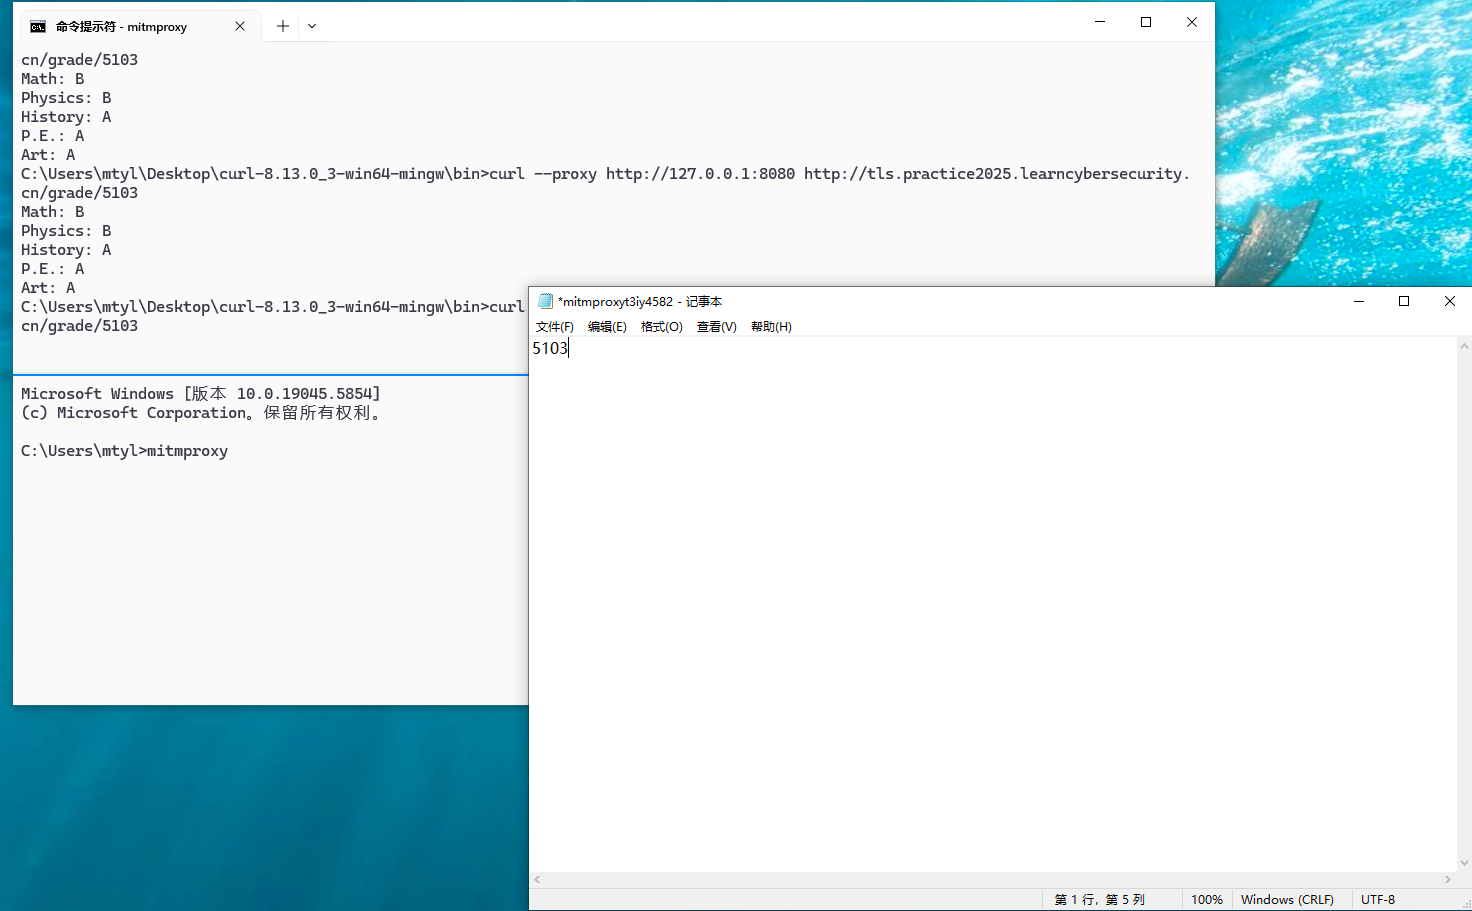 命令提示符 - mitmproxy
cn/grade/5103
Math: B
Physics: B
History: A
P.E.: A
Art: A
C:\Users\mtyl\Desktop\curl-8.13.0_3-win64-mingw\bin>curl --proxy http://127.0.0.1:8080 http://tls.practice2025.learncybersecurity.
cn/grade/5103
Math: B
Physics: B
History: A
P.E.: A
Art: A
C:\Users\mtyl\Desktop\curl-8.13.0_3-win64-mingw\bin>curl
cn/grade/5103
Microsoft Windows [版本 10.0.19045.5854]
(c) Microsoft Corporation。保留所有权利。
C:\Users\mtyl>mitmproxy
*mitmproxyt3iy4582 - 记事本
文件(F) 编辑(E) 格式(O) 查看(V) 帮助(H)
5103
第 1 行，第 5 列 100% Windows (CRLF) UTF-8